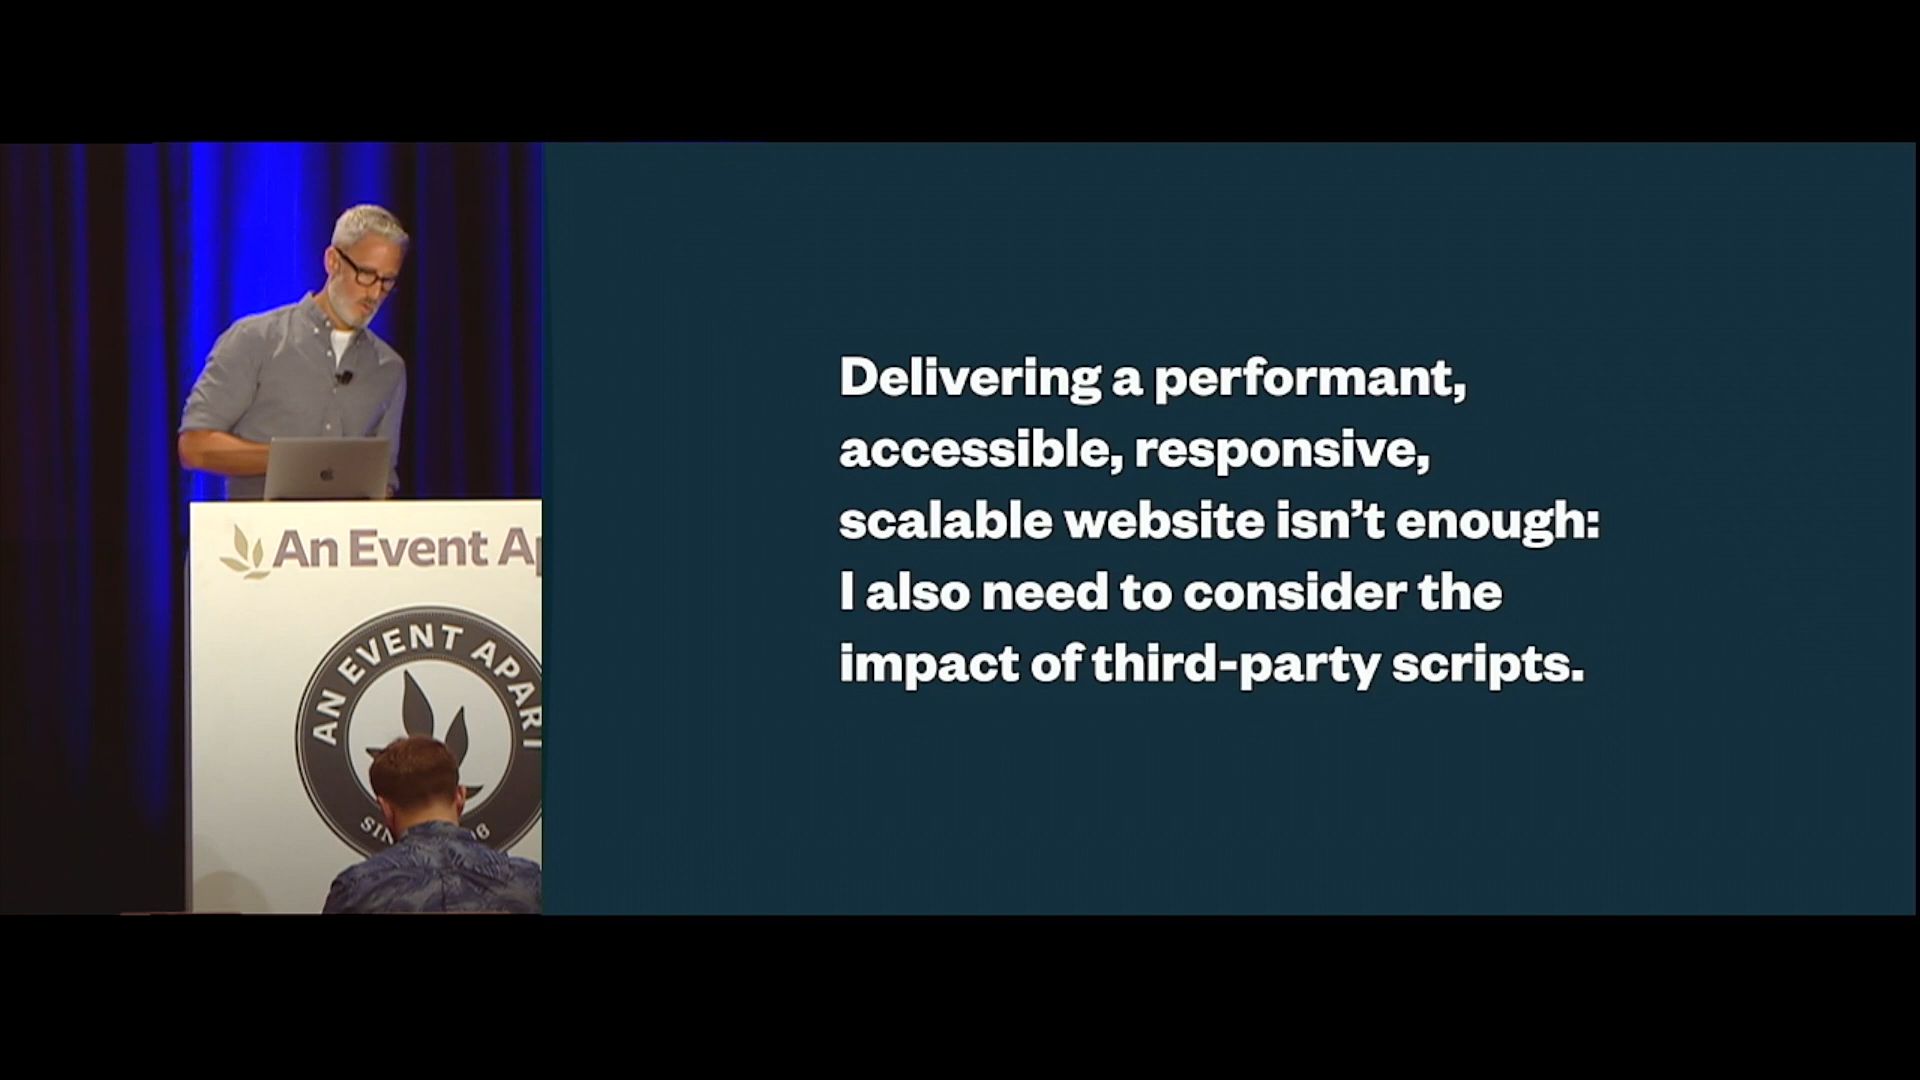 An Event
AN EVENT APART
Delivering a performant,
accessible, responsive,
scalable website isn’t enough:
I also need to consider the
impact of third-party scripts.